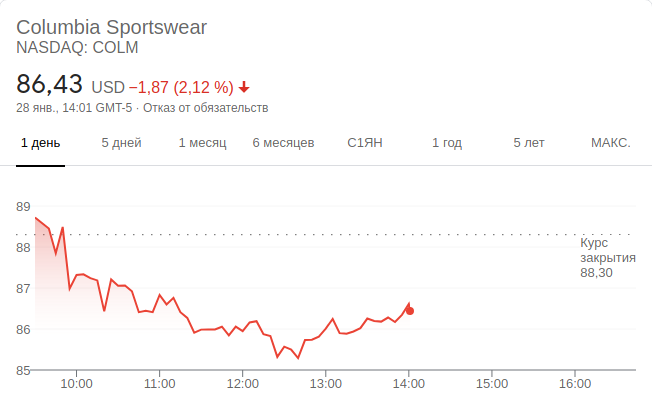 Columbia Sportswear
NASDAQ: COLM
86,43 USD −1,87 (2,12 %)
28 янв., 14:01 GMT-5 · Отказ от обязательств
1 день 5 дней 1 месяц 6 месяцев С1ЯН 1 год 5 лет МАКС.
89
88
87
86
85
Курс
закрытия
88,30
10:00 11:00 12:00 13:00 14:00 15:00 16:00